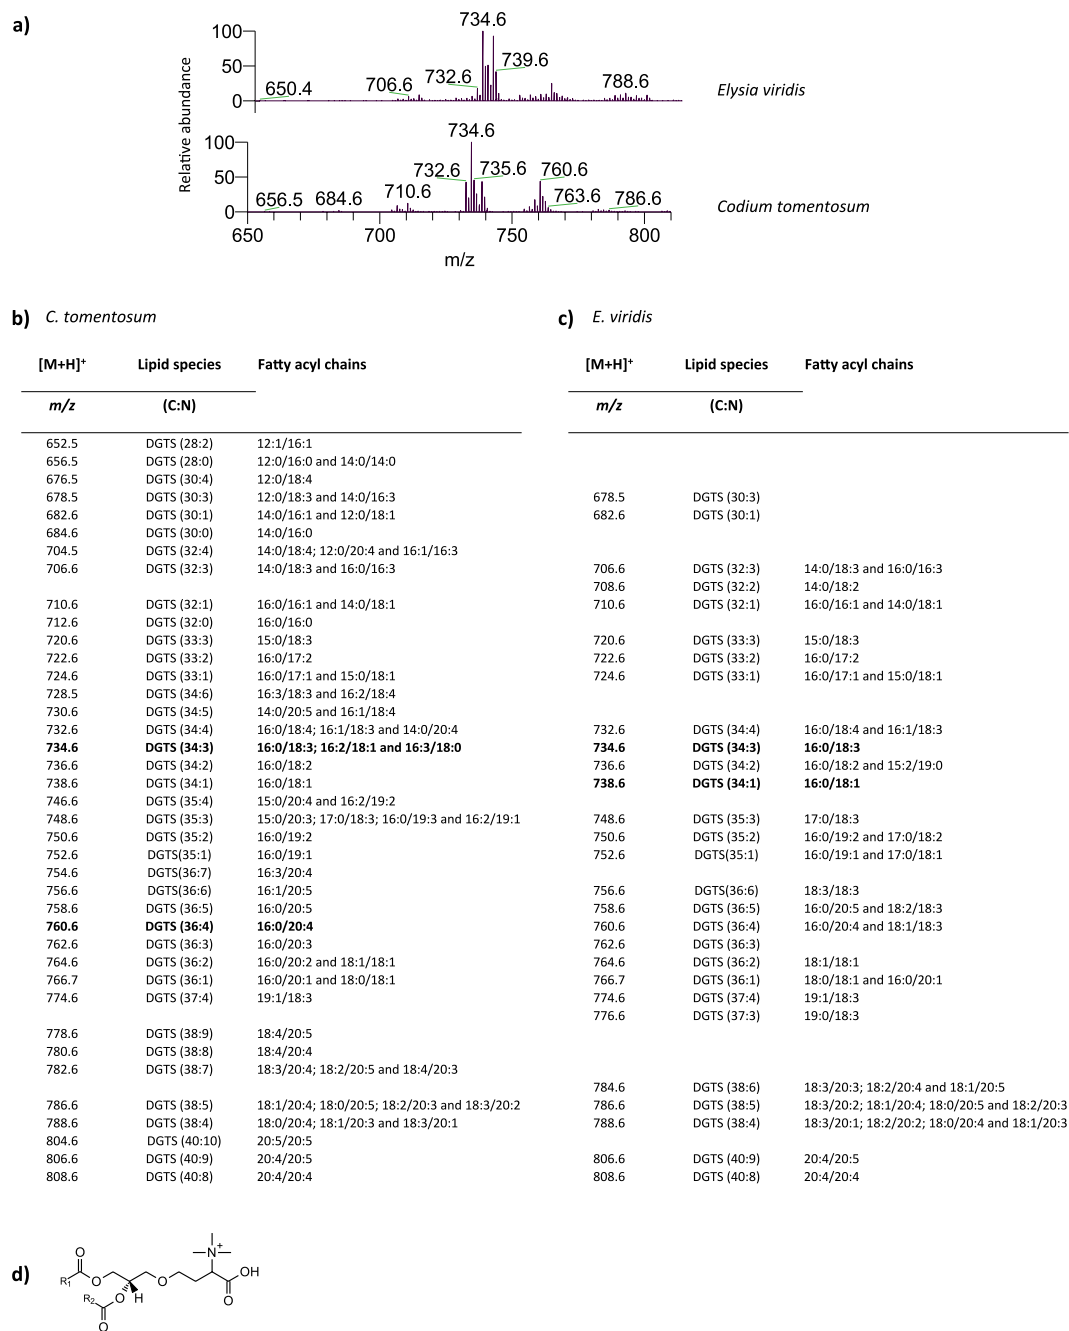 a)
734.6
100
50
0
650.4
706.6
732.6
739.6
788.6
Elysia viridis
Relative abundance
734.6
100
50
0
656.5
684.6
710.6
732.6
735.6
760.6
763.6
786.6
Codium tomentosum
650 700 750 800
m/z
b) C. tomentosum
[M+H]+ Lipid species Fatty acyl chains
m/z (C:N)
652.5 DGTS (28:2) 12:1/16:1
656.5 DGTS (28:0) 12:0/16:0 and 14:0/14:0
676.5 DGTS (30:4) 12:0/18:4
678.5 DGTS (30:3) 12:0/18:3 and 14:0/16:3
682.6 DGTS (30:1) 14:0/16:1 and 12:0/18:1
684.6 DGTS (30:0) 14:0/16:0
704.5 DGTS (32:4) 14:0/18:4; 12:0/20:4 and 16:1/16:3
706.6 DGTS (32:3) 14:0/18:3 and 16:0/16:3
710.6 DGTS (32:1) 16:0/16:1 and 14:0/18:1
712.6 DGTS (32:0) 16:0/16:0
720.6 DGTS (33:3) 15:0/18:3
722.6 DGTS (33:2) 16:0/17:2
724.6 DGTS (33:1) 16:0/17:1 and 15:0/18:1
728.5 DGTS (34:6) 16:3/18:3 and 16:2/18:4
730.6 DGTS (34:5) 14:0/20:5 and 16:1/18:4
732.6 DGTS (34:4) 16:0/18:4; 16:1/18:3 and 14:0/20:4
734.6 DGTS (34:3) 16:0/18:3; 16:2/18:1 and 16:3/18:0
736.6 DGTS (34:2) 16:0/18:2
738.6 DGTS (34:1) 16:0/18:1
746.6 DGTS (35:4) 15:0/20:4 and 16:2/19:2
748.6 DGTS (35:3) 15:0/20:3; 17:0/18:3; 16:0/19:3 and 16:2/19:1
750.6 DGTS (35:2) 16:0/19:2
752.6 DGTS(35:1) 16:0/19:1
754.6 DGTS(36:7) 16:3/20:4
756.6 DGTS(36:6) 16:1/20:5
758.6 DGTS (36:5) 16:0/20:5
760.6 DGTS (36:4) 16:0/20:4
762.6 DGTS (36:3) 16:0/20:3
764.6 DGTS (36:2) 16:0/20:2 and 18:1/18:1
766.7 DGTS (36:1) 16:0/20:1 and 18:0/18:1
774.6 DGTS (37:4) 19:1/18:3
778.6 DGTS (38:9) 18:4/20:5
780.6 DGTS (38:8) 18:4/20:4
782.6 DGTS (38:7) 18:3/20:4; 18:2/20:5 and 18:4/20:3
786.6 DGTS (38:5) 18:1/20:4; 18:0/20:5; 18:2/20:3 and 18:3/20:2
788.6 DGTS (38:4) 18:0/20:4; 18:1/20:3 and 18:3/20:1
804.6 DGTS (40:10) 20:5/20:5
806.6 DGTS (40:9) 20:4/20:5
808.6 DGTS (40:8) 20:4/20:4
c) E. viridis
[M+H]+ Lipid species Fatty acyl chains
m/z (C:N)
678.5 DGTS (30:3)
682.6 DGTS (30:1)
706.6 DGTS (32:3) 14:0/18:3 and 16:0/16:3
708.6 DGTS (32:2) 14:0/18:2
710.6 DGTS (32:1) 16:0/16:1 and 14:0/18:1
720.6 DGTS (33:3) 15:0/18:3
722.6 DGTS (33:2) 16:0/17:2
724.6 DGTS (33:1) 16:0/17:1 and 15:0/18:1
732.6 DGTS (34:4) 16:0/18:4 and 16:1/18:3
734.6 DGTS (34:3) 16:0/18:3
736.6 DGTS (34:2) 16:0/18:2 and 15:2/19:0
738.6 DGTS (34:1) 16:0/18:1
748.6 DGTS (35:3) 17:0/18:3
750.6 DGTS (35:2) 16:0/19:2 and 17:0/18:2
752.6 DGTS(35:1) 16:0/19:1 and 17:0/18:1
756.6 DGTS(36:6) 18:3/18:3
758.6 DGTS (36:5) 16:0/20:5 and 18:2/18:3
760.6 DGTS (36:4) 16:0/20:4 and 18:1/18:3
762.6 DGTS (36:3)
764.6 DGTS (36:2) 18:1/18:1
766.7 DGTS (36:1) 18:0/18:1 and 16:0/20:1
774.6 DGTS (37:4) 19:1/18:3
776.6 DGTS (37:3) 19:0/18:3
784.6 DGTS (38:6) 18:3/20:3; 18:2/20:4 and 18:1/20:5
786.6 DGTS (38:5) 18:3/20:2; 18:1/20:4; 18:0/20:5 and 18:2/20:3
788.6 DGTS (38:4) 18:3/20:1; 18:2/20:2; 18:0/20:4 and 18:1/20:3
806.6 DGTS (40:9) 20:4/20:5
808.6 DGTS (40:8) 20:4/20:4
d)
O N+
R1 O O OH
R2 O H O
O